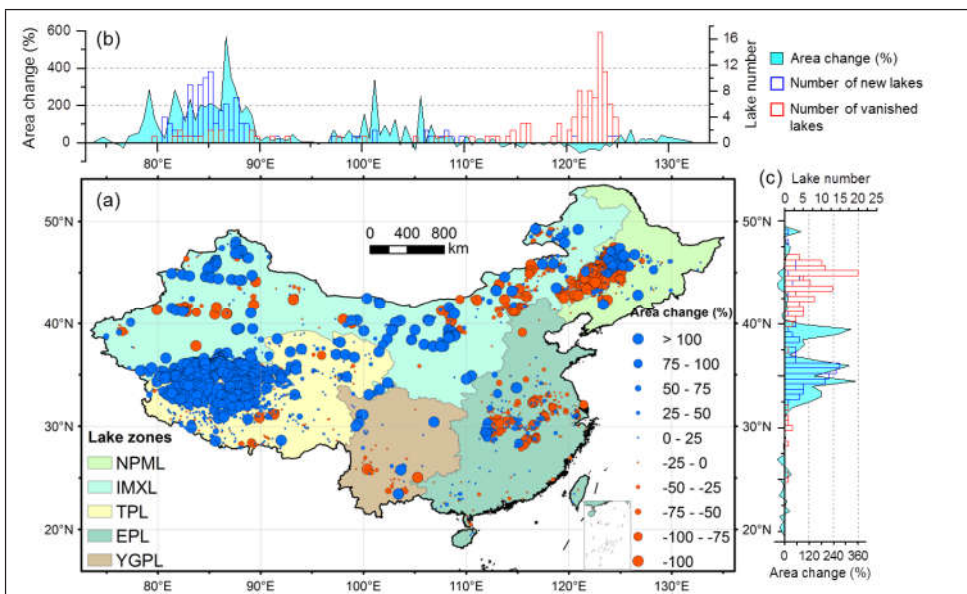 (b)
Area change (%)
600
400
200
0
80°E
90°E
100°E
110°E
120°E
130°E
16
12
8
4
0
Lake number
Area change (%)
Number of new lakes
Number of vanished
lakes
(a)
0 400 800
km
50°N
40°N
30°N
20°N
50°N
40°N
30°N
20°N
Area change (%)
> 100
75 - 100
50 - 75
25 - 50
0 - 25
-25 - 0
-50 - -25
-75 - -50
-100 - -75
-100
Lake zones
NPML
IMXL
TPL
EPL
YGPL
80°E
90°E
100°E
110°E
120°E
130°E
(c)
Lake number
0 5 10 15 20 25
0 120 240 360
Area change (%)